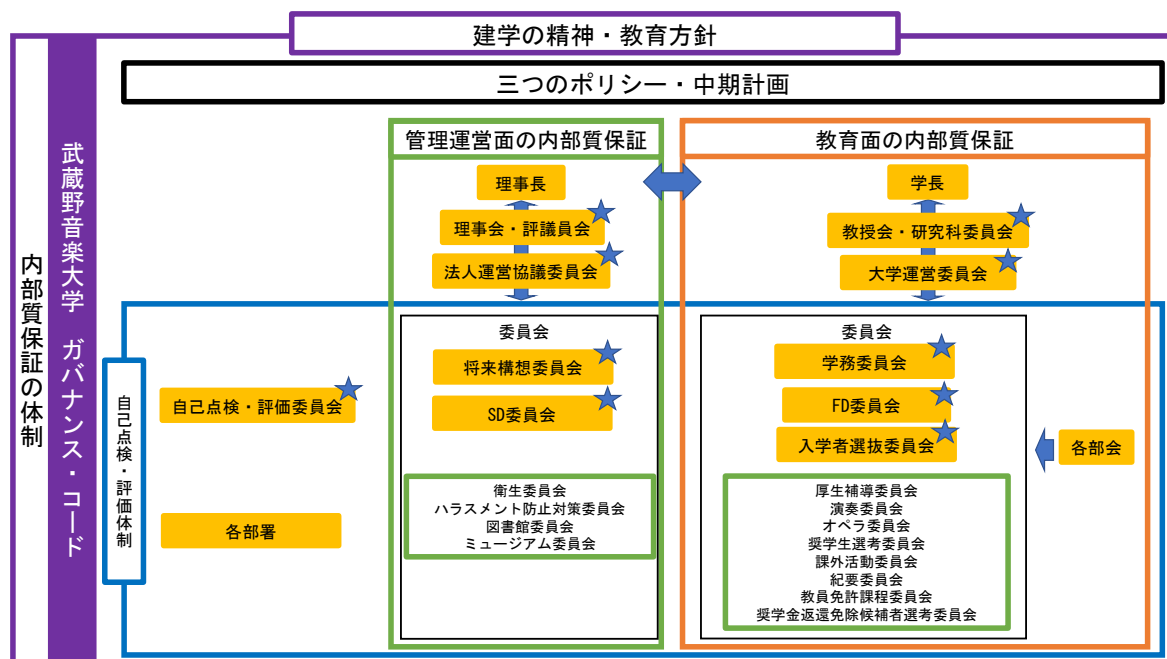 建学の精神・教育方針
三つのポリシー・中期計画
内部質保証の体制
武蔵野音楽大学 ガバナンス・コード
管理運営面の内部質保証
理事長
理事会・評議員会
法人運営協議委員会
教育面の内部質保証
学長
教授会・研究科委員会
大学運営委員会
自己点検・評価体制
自己点検・評価委員会
各部署
委員会
将来構想委員会
SD委員会
衛生委員会
ハラスメント防止対策委員会
図書館委員会
ミュージアム委員会
委員会
学務委員会
FD委員会
入学者選抜委員会
厚生補導委員会
演奏委員会
オペラ委員会
奨学生選考委員会
課外活動委員会
紀要委員会
教員免許課程委員会
奨学金返還免除候補者選考委員会
各部会